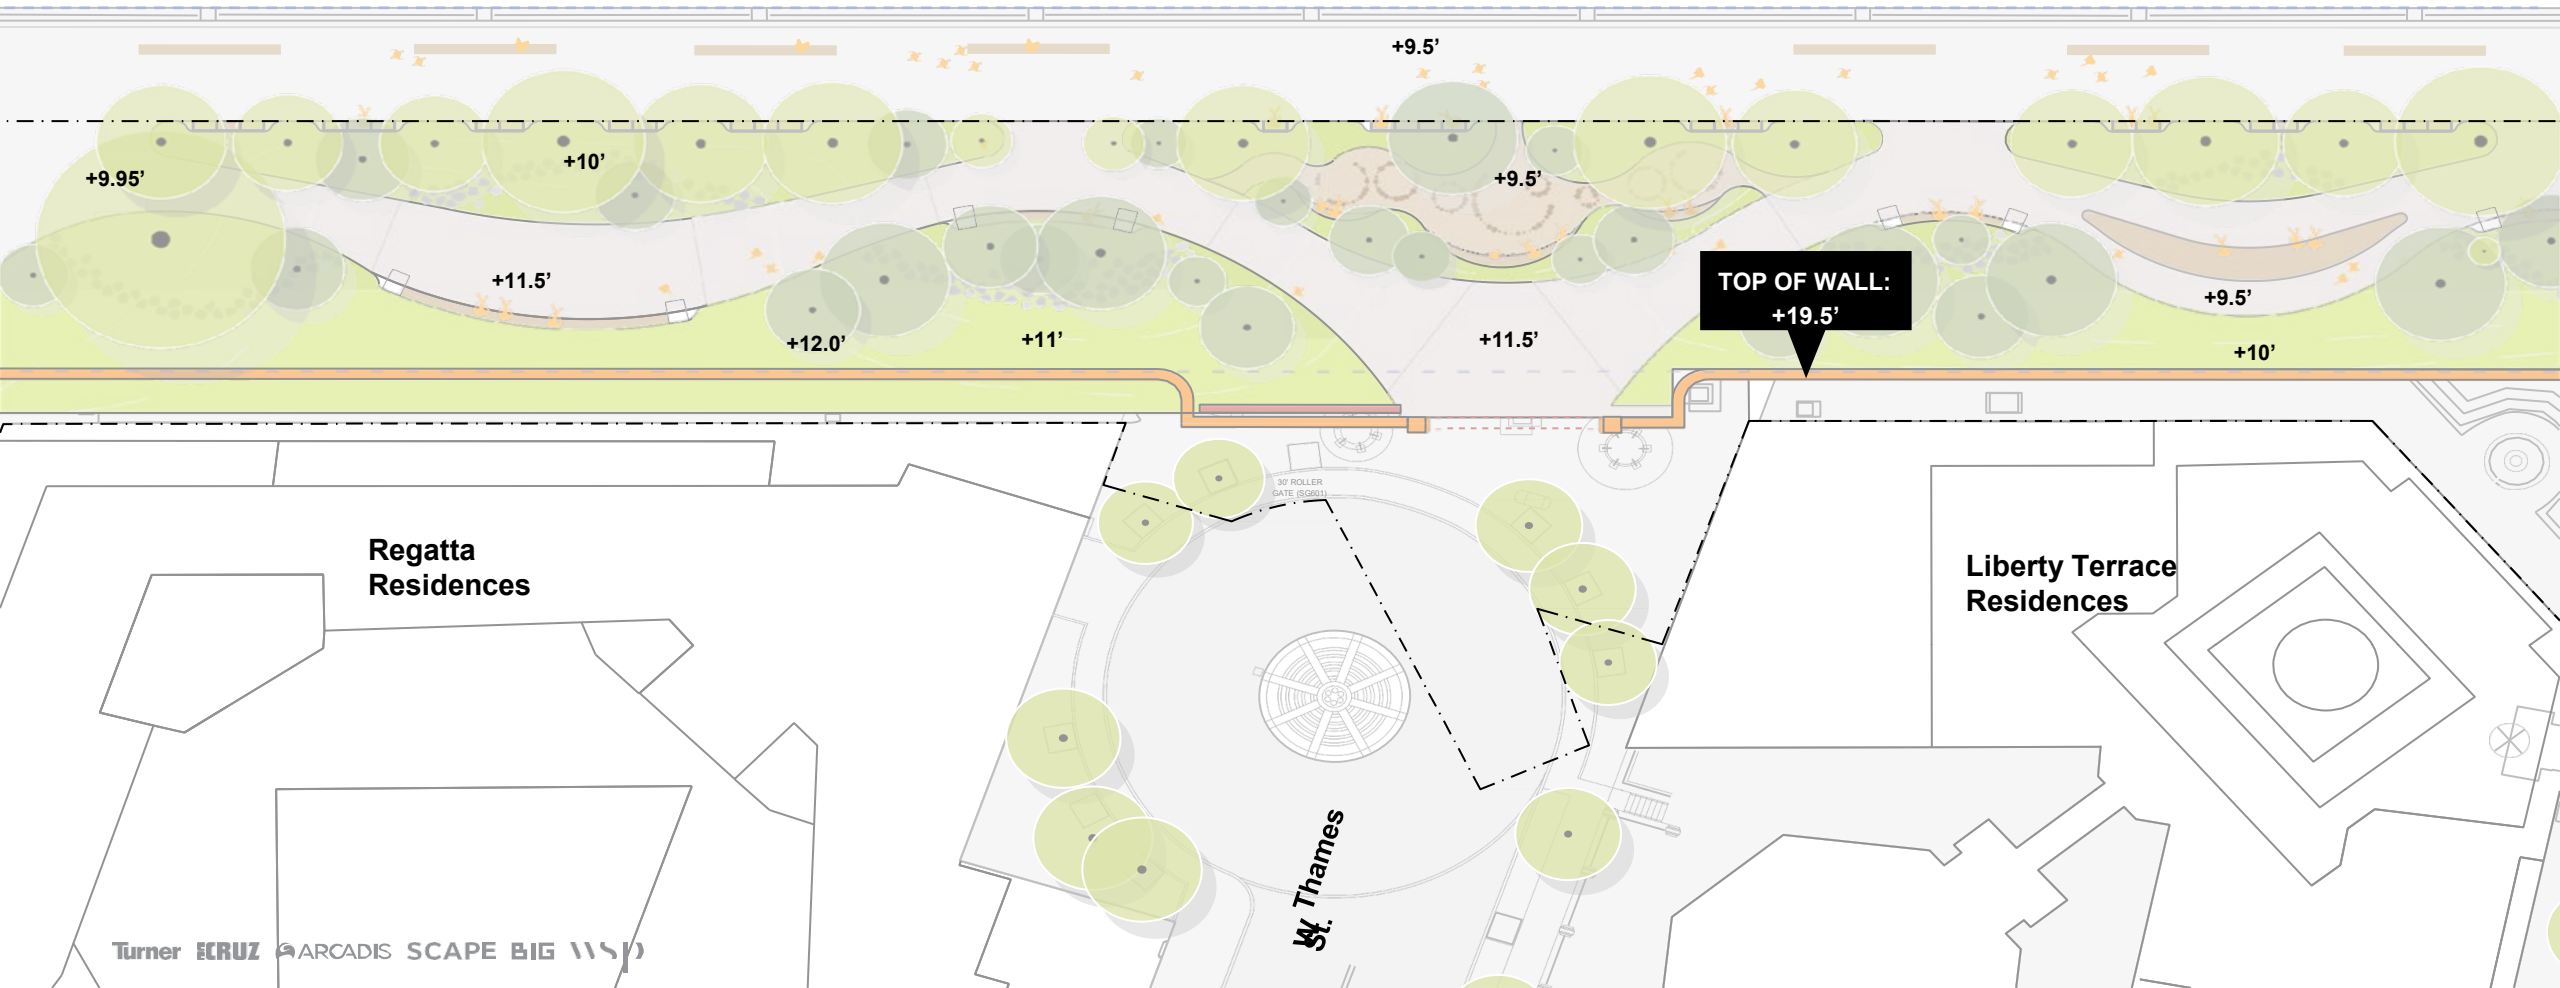 +9.5’
+10’
+9.95’
+9.5’
+11.5’
TOP OF WALL:
+19.5’
+9.5’
+12.0’
+11’
+11.5’
+10’
30' ROLLER
GATE (SG601)
Regatta
Residences
Liberty Terrace
Residences
W. Thames
St.
Turner
CRUZ
ARCADIS
SCAPE
BIG
WSP